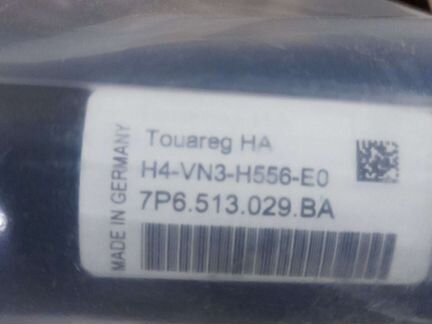 MADE IN GERMANY
Touareg HA
H4-VN3-H556-E0
7P6.513.029.BA